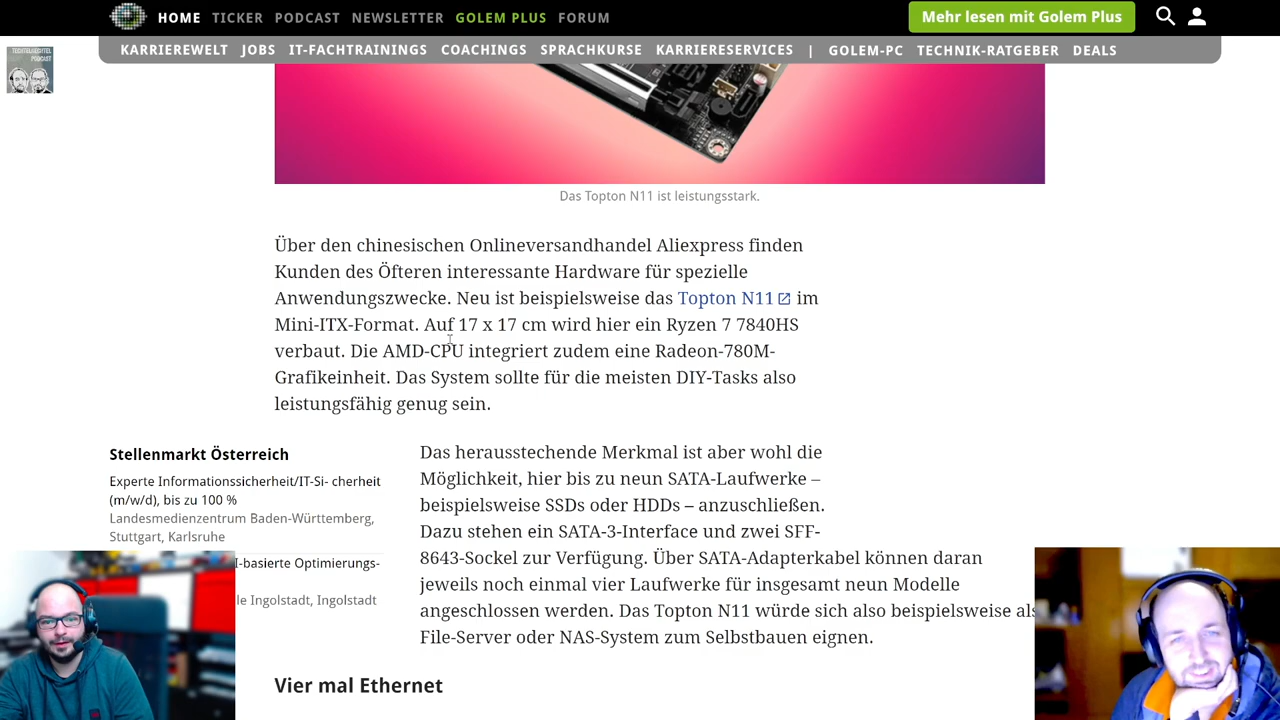 HOME TICKER PODCAST NEWSLETTER GOLEM PLUS FORUM
Mehr lesen mit Golem Plus
KARRIEREWELT JOBS IT-FACHTRAININGS COACHINGS SPRACHKURSE KARRIERESERVICES | GOLEM-PC TECHNIK-RATGEBER DEALS
PODCAST
Das Topton N11 ist leistungsstark.
Über den chinesischen Onlineversandhandel Aliexpress finden
Kunden des Öfteren interessante Hardware für spezielle
Anwendungszwecke. Neu ist beispielsweise das Topton N11 im
Mini-ITX-Format. Auf 17 x 17 cm wird hier ein Ryzen 7 7840HS
verbaut. Die AMD-CPU integriert zudem eine Radeon-780M-
Grafikeinheit. Das System sollte für die meisten DIY-Tasks also
leistungsfähig genug sein.
Stellenmarkt Österreich
Experte Informationssicherheit/IT-Si- cherheit
(m/w/d), bis zu 100 %
Landesmedienzentrum Baden-Württemberg,
Stuttgart, Karlsruhe
I-basierte Optimierungs-
le Ingolstadt, Ingolstadt
Das herausstechende Merkmal ist aber wohl die
Möglichkeit, hier bis zu neun SATA-Laufwerke –
beispielsweise SSDs oder HDDs – anzuschließen.
Dazu stehen ein SATA-3-Interface und zwei SFF-
8643-Sockel zur Verfügung. Über SATA-Adapterkabel können daran
jeweils noch einmal vier Laufwerke für insgesamt neun Modelle
angeschlossen werden. Das Topton N11 würde sich also beispielsweise als
File-Server oder NAS-System zum Selbstbauen eignen.
Vier mal Ethernet